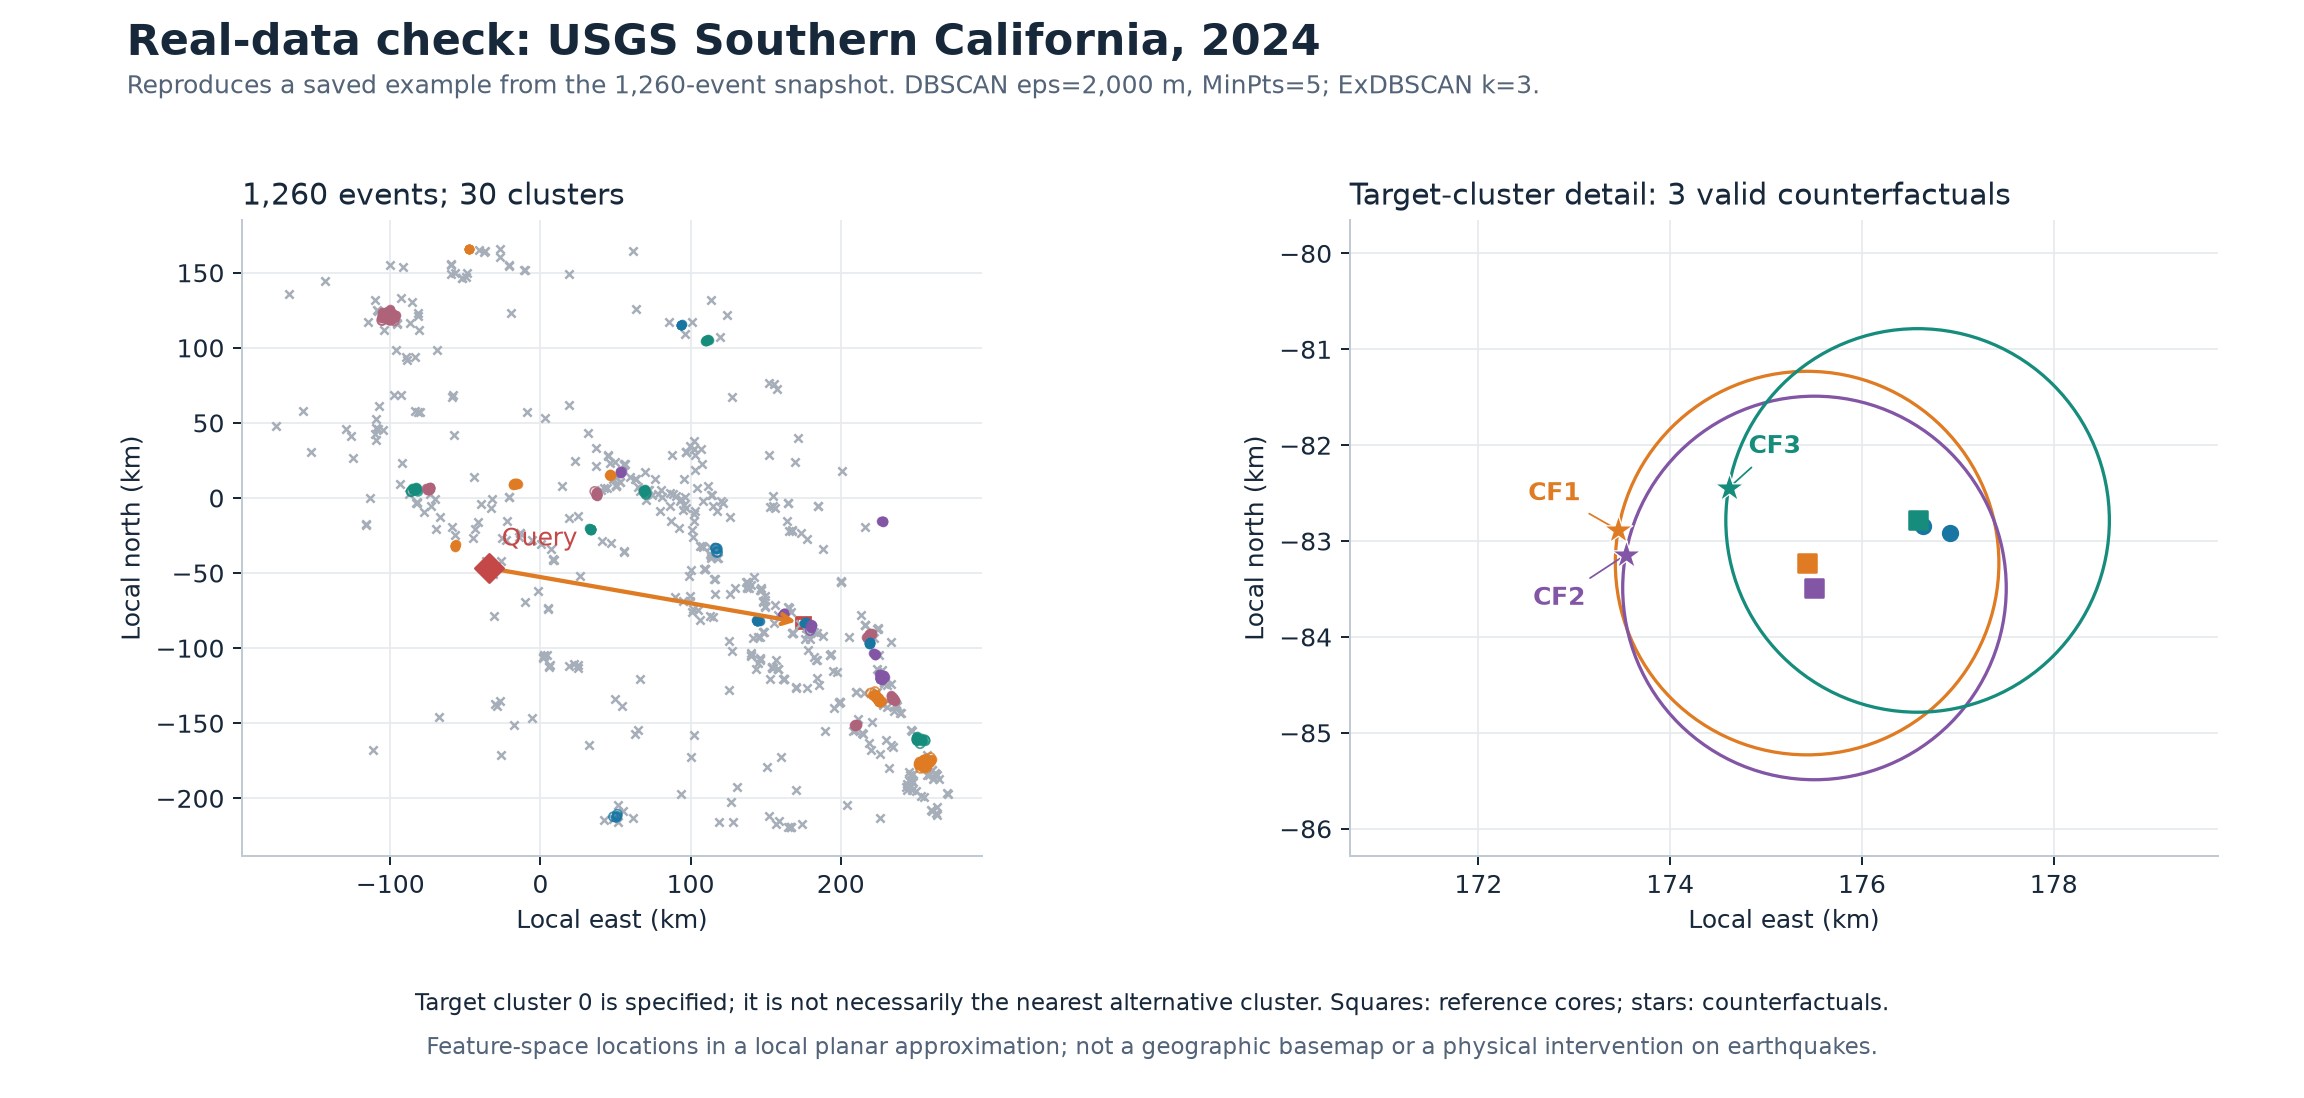 Real-data check: USGS Southern California, 2024
Reproduces a saved example from the 1,260-event snapshot. DBSCAN eps=2,000 m, MinPts=5; ExDBSCAN k=3.
1,260 events; 30 clusters
150
100
50
0
−50
−100
−150
−200
Local north (km)
Query
−100
0
100
200
Local east (km)
Target-cluster detail: 3 valid counterfactuals
−80
−81
−82
−83
−84
−85
−86
Local north (km)
CF3
CF1
CF2
172
174
176
178
Local east (km)
Target cluster 0 is specified; it is not necessarily the nearest alternative cluster. Squares: reference cores; stars: counterfactuals.
Feature-space locations in a local planar approximation; not a geographic basemap or a physical intervention on earthquakes.